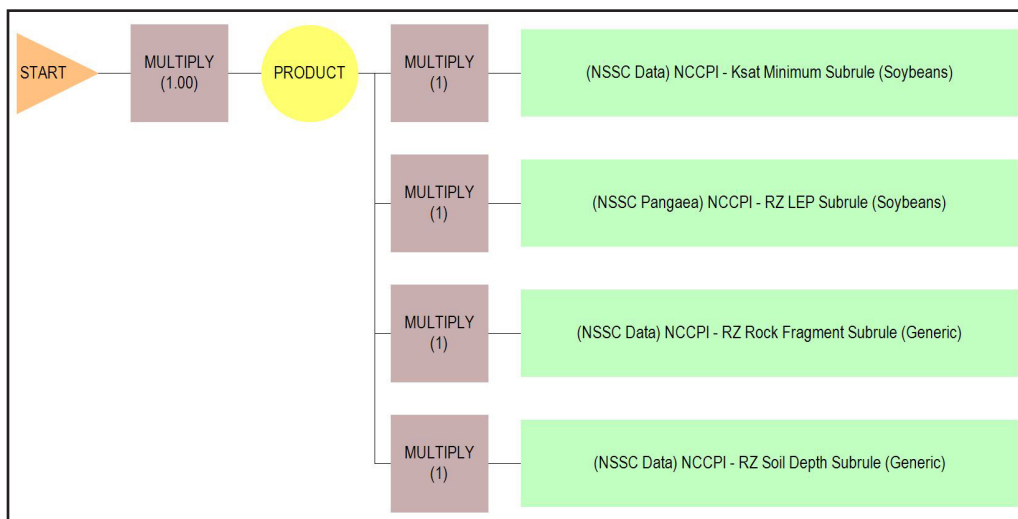 START
MULTIPLY
(1.00)
PRODUCT
MULTIPLY
(1)
(NSSC Data) NCCPI - Ksat Minimum Subrule (Soybeans)
MULTIPLY
(1)
(NSSC Pangaea) NCCPI - RZ LEP Subrule (Soybeans)
MULTIPLY
(1)
(NSSC Data) NCCPI - RZ Rock Fragment Subrule (Generic)
MULTIPLY
(1)
(NSSC Data) NCCPI - RZ Soil Depth Subrule (Generic)